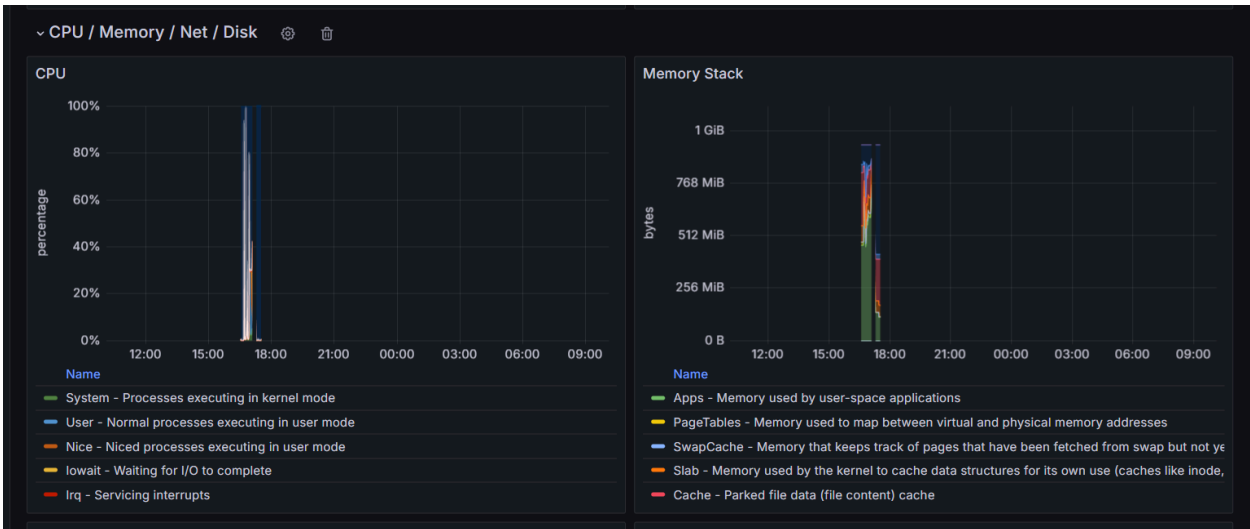 CPU / Memory / Net / Disk
CPU
100%
80%
60%
40%
20%
0%
percentage
12:00 15:00 18:00 21:00 00:00 03:00 06:00 09:00
Name
System - Processes executing in kernel mode
User - Normal processes executing in user mode
Nice - Niced processes executing in user mode
Iowait - Waiting for I/O to complete
Irq - Servicing interrupts
Memory Stack
1 GiB
768 MiB
512 MiB
256 MiB
0 B
bytes
12:00 15:00 18:00 21:00 00:00 03:00 06:00 09:00
Name
Apps - Memory used by user-space applications
PageTables - Memory used to map between virtual and physical memory addresses
SwapCache - Memory that keeps track of pages that have been fetched from swap but not ye
Slab - Memory used by the kernel to cache data structures for its own use (caches like inode,
Cache - Parked file data (file content) cache